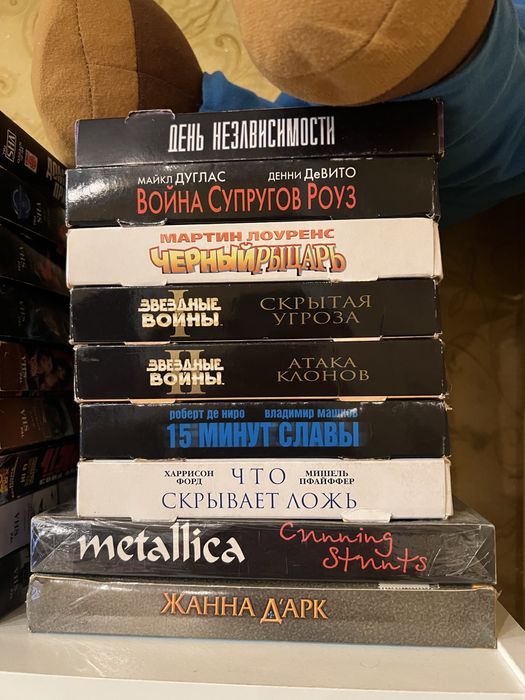 ДЕНЬ НЕЗАВИСИМОСТИ
МАЙКЛ ДУГЛАС ДЕННИ ДеВИТО
ВОЙНА СУПРУГОВ РОУЗ
МАРТИН ЛОУРЕНС
ЧЕРНЫЙ РЫЦАРЬ
ЗВЕЗДНЫЕ ВОЙНЫ I СКРЫТАЯ УГРОЗА
ЗВЕЗДНЫЕ ВОЙНЫ II АТАКА КЛОНОВ
роберт де ниро владимир машков
15 МИНУТ СЛАВЫ
ХАРРИСОН ФОРД ЧТО МИШЕЛЬ ПФАЙФФЕР
СКРЫВАЕТ ЛОЖЬ
metallica Cunning Stunts
ЖАННА Д'АРК
VHS